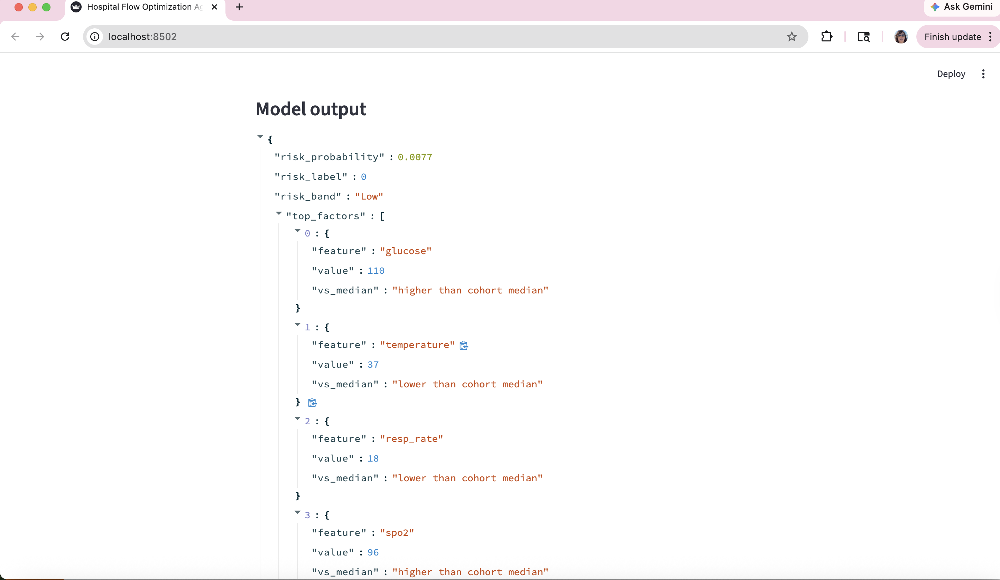 Hospital Flow Optimization Ag
Ask Gemini
localhost:8502
Finish update
Deploy
Model output
{
"risk_probability" : 0.0077
"risk_label" : 0
"risk_band" : "Low"
"top_factors" : [
0 : {
"feature" : "glucose"
"value" : 110
"vs_median" : "higher than cohort median"
}
1 : {
"feature" : "temperature"
"value" : 37
"vs_median" : "lower than cohort median"
}
2 : {
"feature" : "resp_rate"
"value" : 18
"vs_median" : "lower than cohort median"
}
3 : {
"feature" : "spo2"
"value" : 96
"vs_median" : "higher than cohort median"